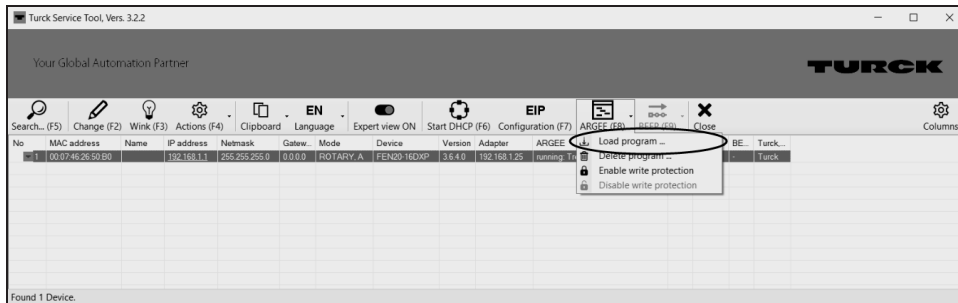 Turck Service Tool, Vers. 3.2.2
Your Global Automation Partner
TURCK
Search... (F5) Change (F2) Wink (F3) Actions (F4) Clipboard EN Language Expert view ON Start DHCP (F6) EIP Configuration (F7) ARGEE (F8) BEEP (F9) Close Columns
No MAC address Name IP address Netmask Gatew... Mode Device Version Adapter ARGEE BE... Turck,...
1 00:07:46:26:50:B0 192.168.1.1 255.255.255.0 0.0.0.0 ROTARY, A FEN20-16DXP 3.6.4.0 192.168.1.25 running: - Turck
Load program ...
Delete program ...
Enable write protection
Disable write protection
Found 1 Device.